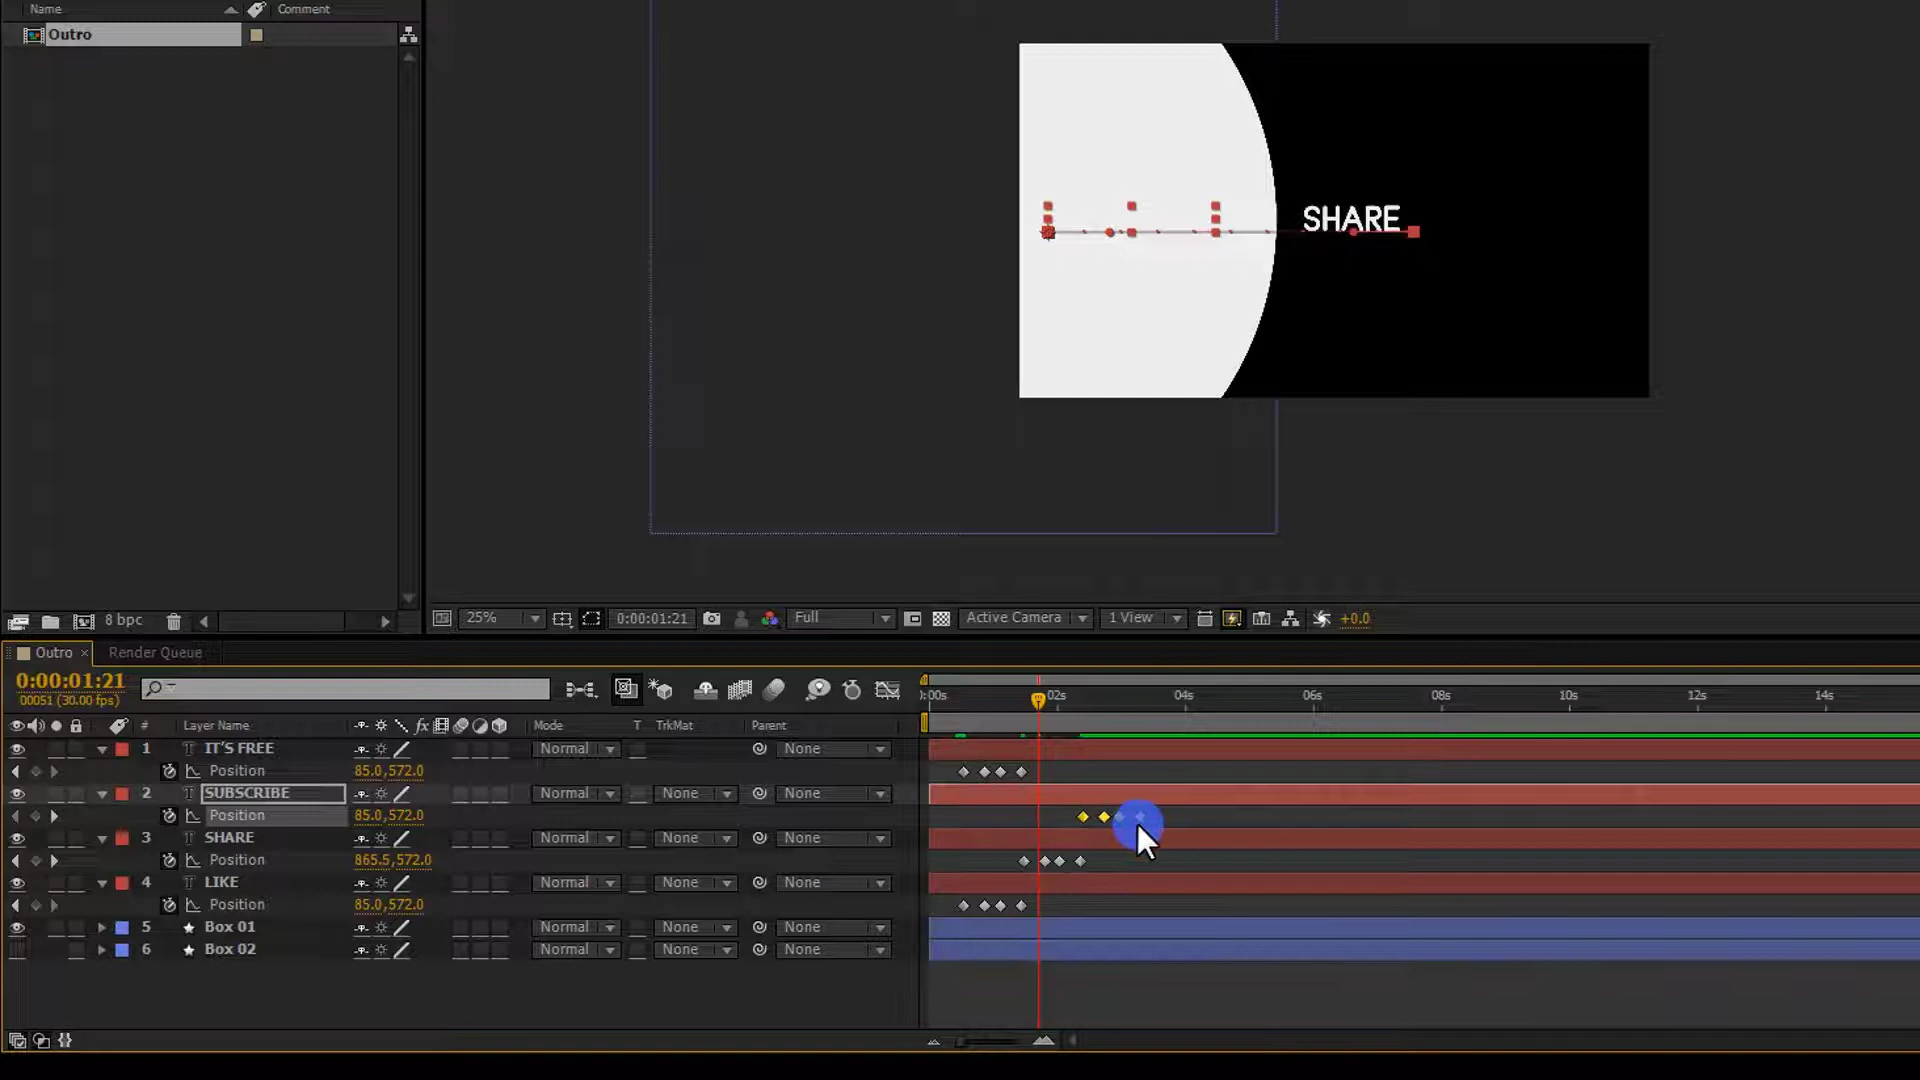 Name Comment
Outro
SHARE
8 bpc
25% 0:00:01:21 Full Active Camera 1 View +0.0
Outro × Render Queue
0:00:01:21
00051 (30.00 fps)
0:00s 02s 04s 06s 08s 10s 12s 14s
# Layer Name fx Mode T TrkMat Parent
1 T IT'S FREE Normal None
Position 85.0,572.0
2 T SUBSCRIBE Normal None None
Position 85.0,572.0
3 T SHARE Normal None None
Position 865.5,572.0
4 T LIKE Normal None None
Position 85.0,572.0
5 Box 01 Normal None None
6 Box 02 Normal None None